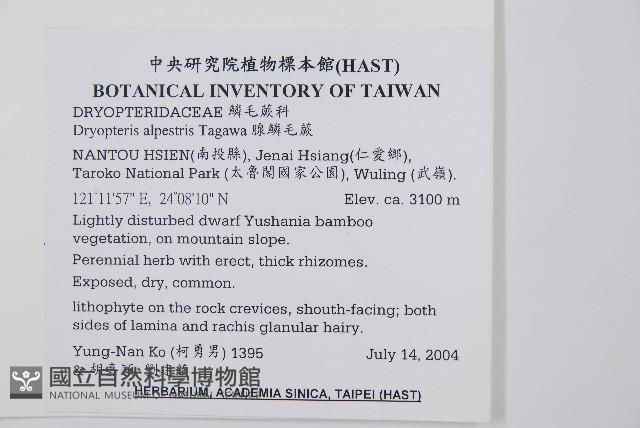 中央研究院植物標本館(HAST)
BOTANICAL INVENTORY OF TAIWAN
DRYOPTERIDACEAE 鱗毛蕨科
Dryopteris alpestris Tagawa 腺鱗毛蕨
NANTOU HSIEN(南投縣), Jenai Hsiang(仁愛鄉),
Taroko National Park (太魯閣國家公園), Wuling (武嶺).
121°11'57" E, 24°08'10" N Elev. ca. 3100 m
Lightly disturbed dwarf Yushania bamboo
vegetation, on mountain slope.
Perennial herb with erect, thick rhizomes.
Exposed, dry, common.
lithophyte on the rock crevices, shouth-facing; both
sides of lamina and rachis glanular hairy.
Yung-Nan Ko (柯勇男) 1395 July 14, 2004
&
國立自然科學博物館
NATIONAL MUSEUM
HERBARIUM, ACADEMIA SINICA, TAIPEI (HAST)